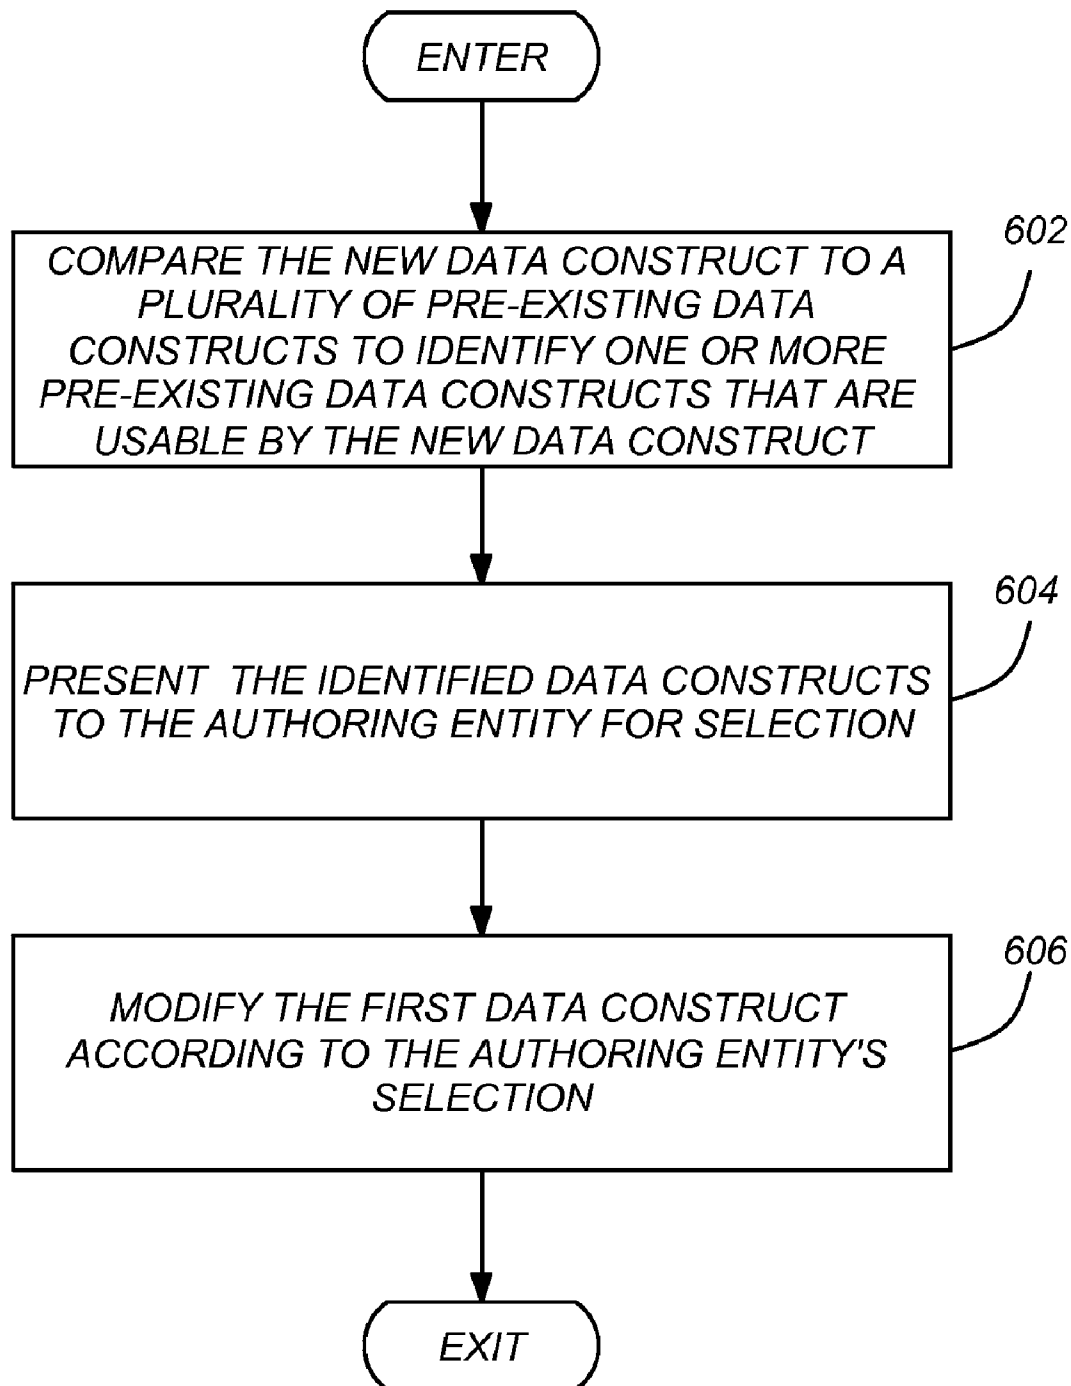 ENTER
602
COMPARE THE NEW DATA CONSTRUCT TO A
PLURALITY OF PRE-EXISTING DATA
CONSTRUCTS TO IDENTIFY ONE OR MORE
PRE-EXISTING DATA CONSTRUCTS THAT ARE
USABLE BY THE NEW DATA CONSTRUCT
604
PRESENT  THE IDENTIFIED DATA CONSTRUCTS
TO THE AUTHORING ENTITY FOR SELECTION
606
MODIFY THE FIRST DATA CONSTRUCT
ACCORDING TO THE AUTHORING ENTITY'S
SELECTION
EXIT